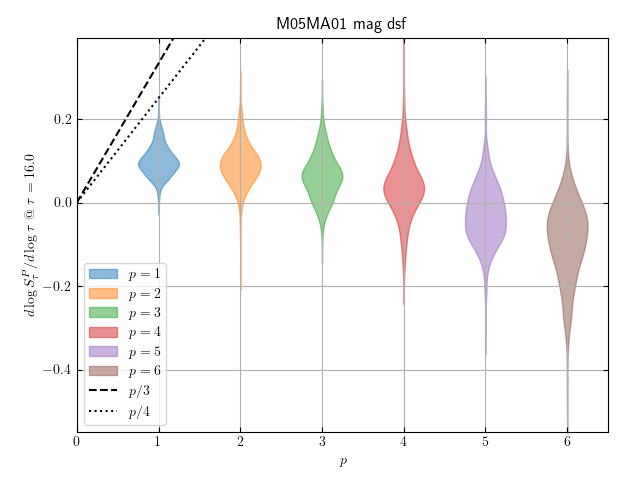 M05MA01 mag dsf
d log S_τ^P / d log τ @ τ = 16.0
0.2
0.0
−0.2
−0.4
p = 1
p = 2
p = 3
p = 4
p = 5
p = 6
p/3
p/4
0 1 2 3 4 5 6
p